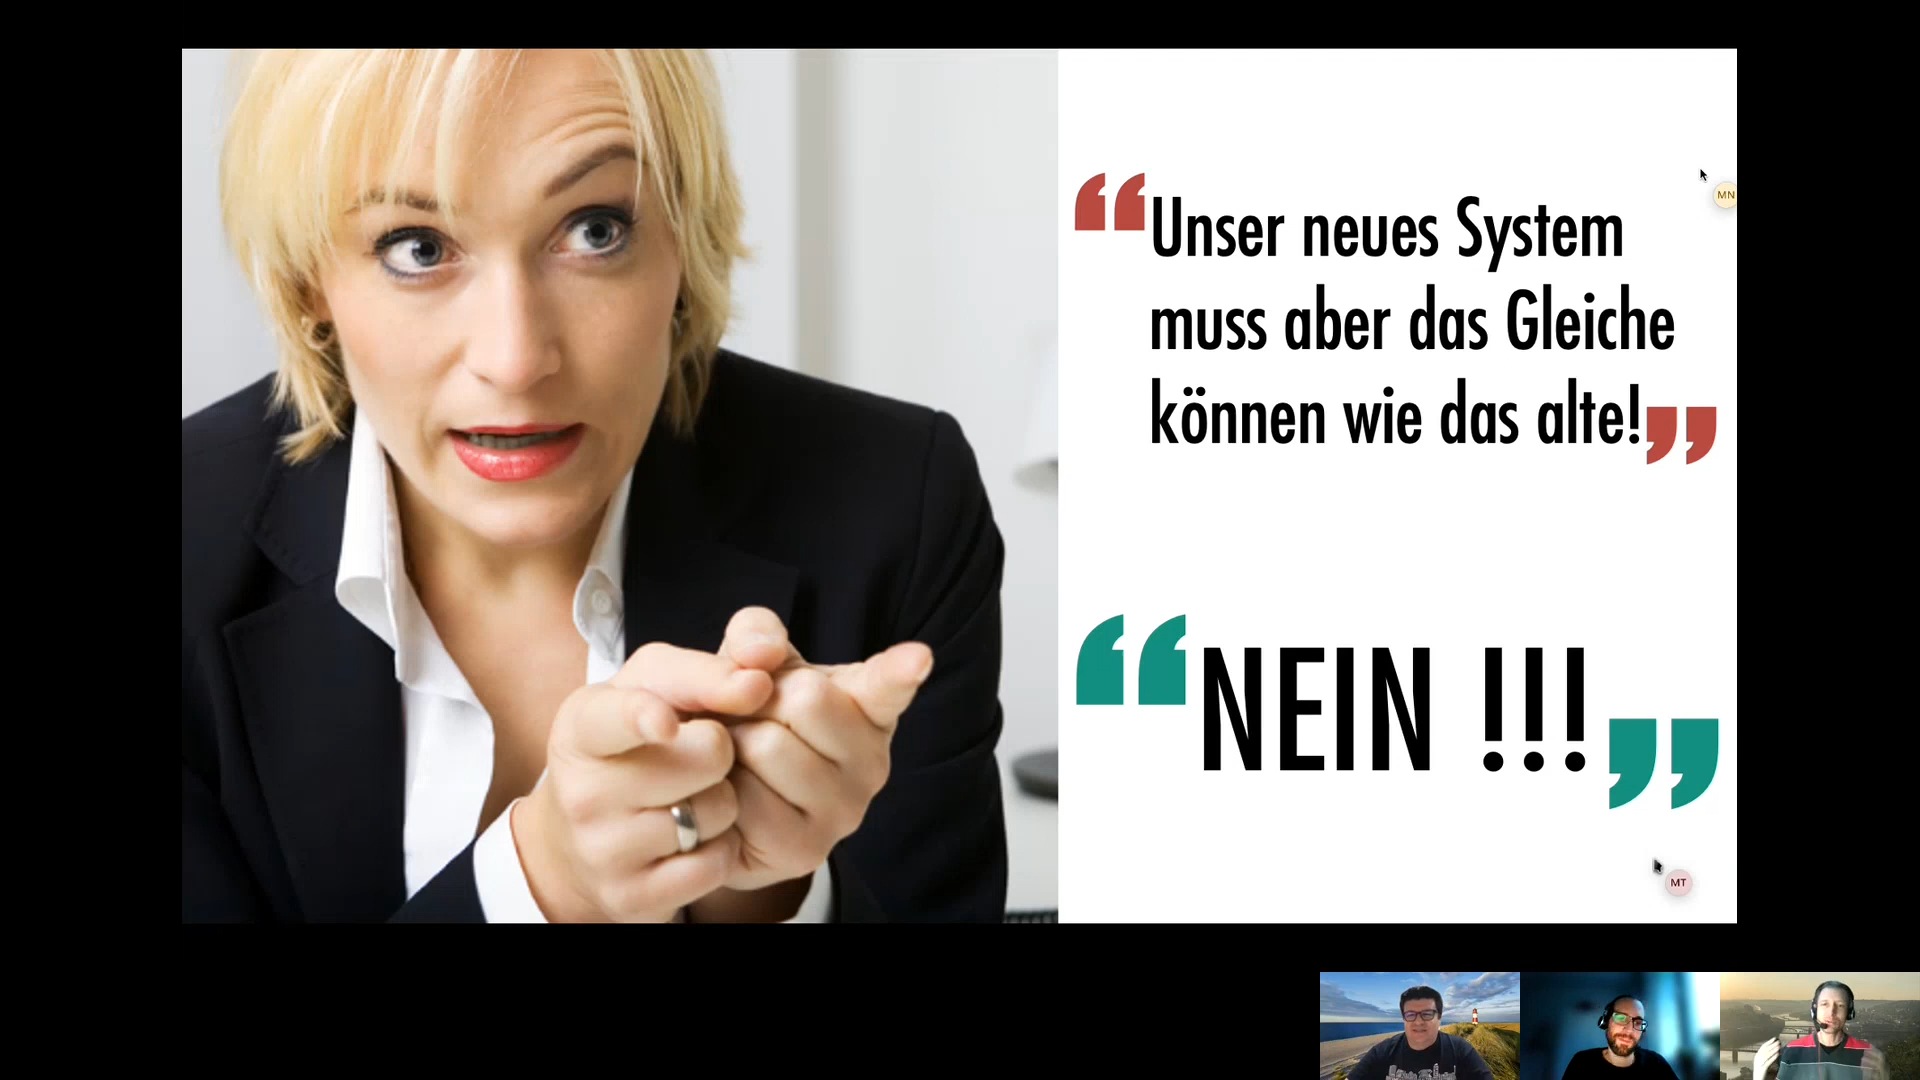 “Unser neues System
muss aber das Gleiche
können wie das alte!”
“NEIN !!!”
MN
MT